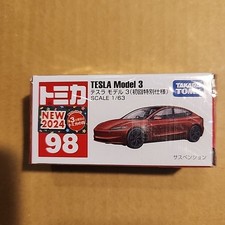 トミカ
TESLA Model 3
テスラ モデル 3(初回特別仕様)
SCALE 1/63
TAKARA TOMY
NEW
2024
98
サスペンション